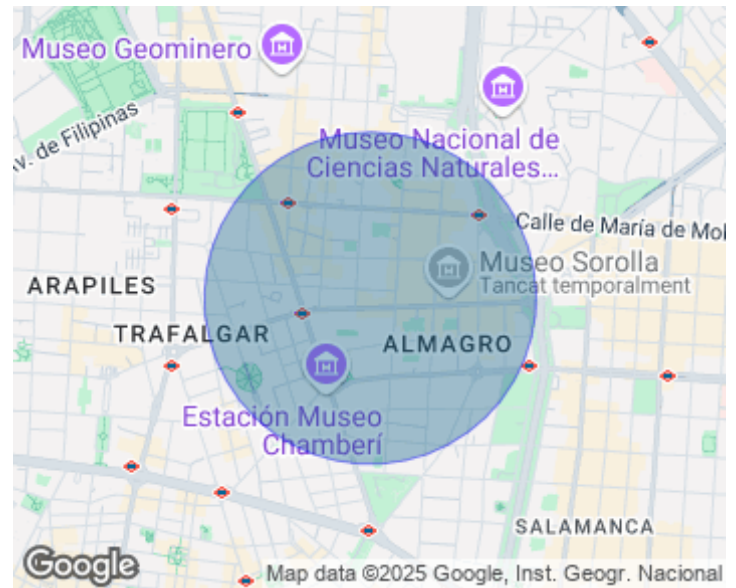 Museo Geominero
Av. de Filipinas
Museo Nacional de
Ciencias Naturales...
Calle de María de Mol
ARAPILES
Museo Sorolla
Tancat temporalment
TRAFALGAR
ALMAGRO
Estación Museo
Chamberí
SALAMANCA
Google
Map data ©2025 Google, Inst. Geogr. Nacional